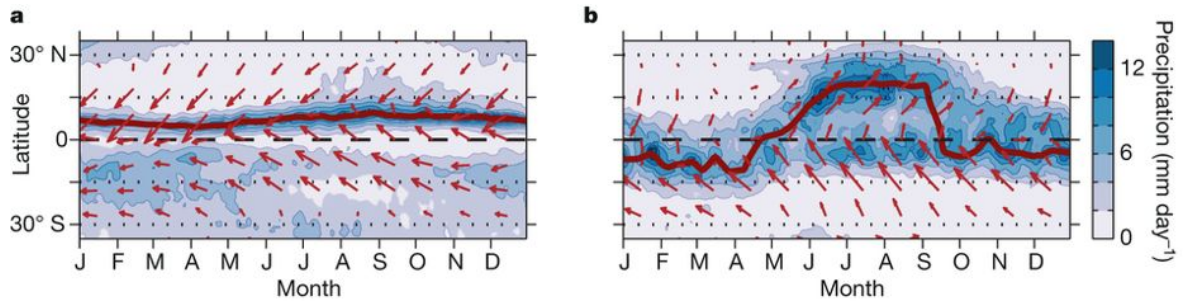 a
30° N
0
30° S
Latitude
J F M A M J J A S O N D
Month
b
J F M A M J J A S O N D
Month
12
6
0
Precipitation (mm day⁻¹)